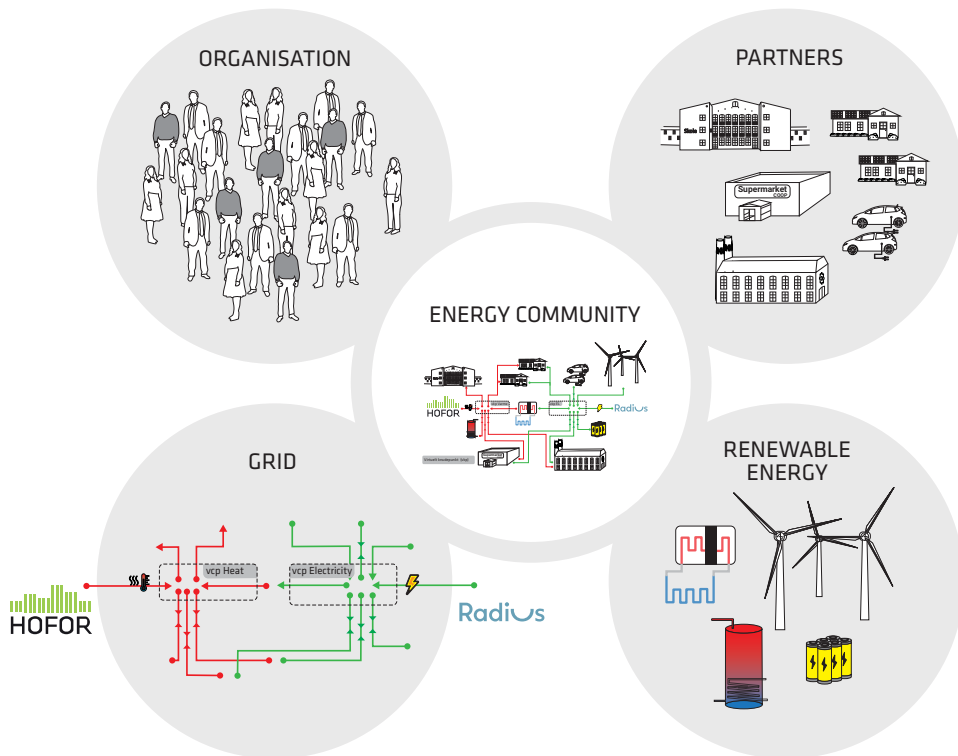 ORGANISATION
PARTNERS
Skole
Supermarket
COOP
ENERGY COMMUNITY
HOFOR
Radius
GRID
vcp Heat
vcp Electricity
HOFOR
Radius
RENEWABLE
ENERGY